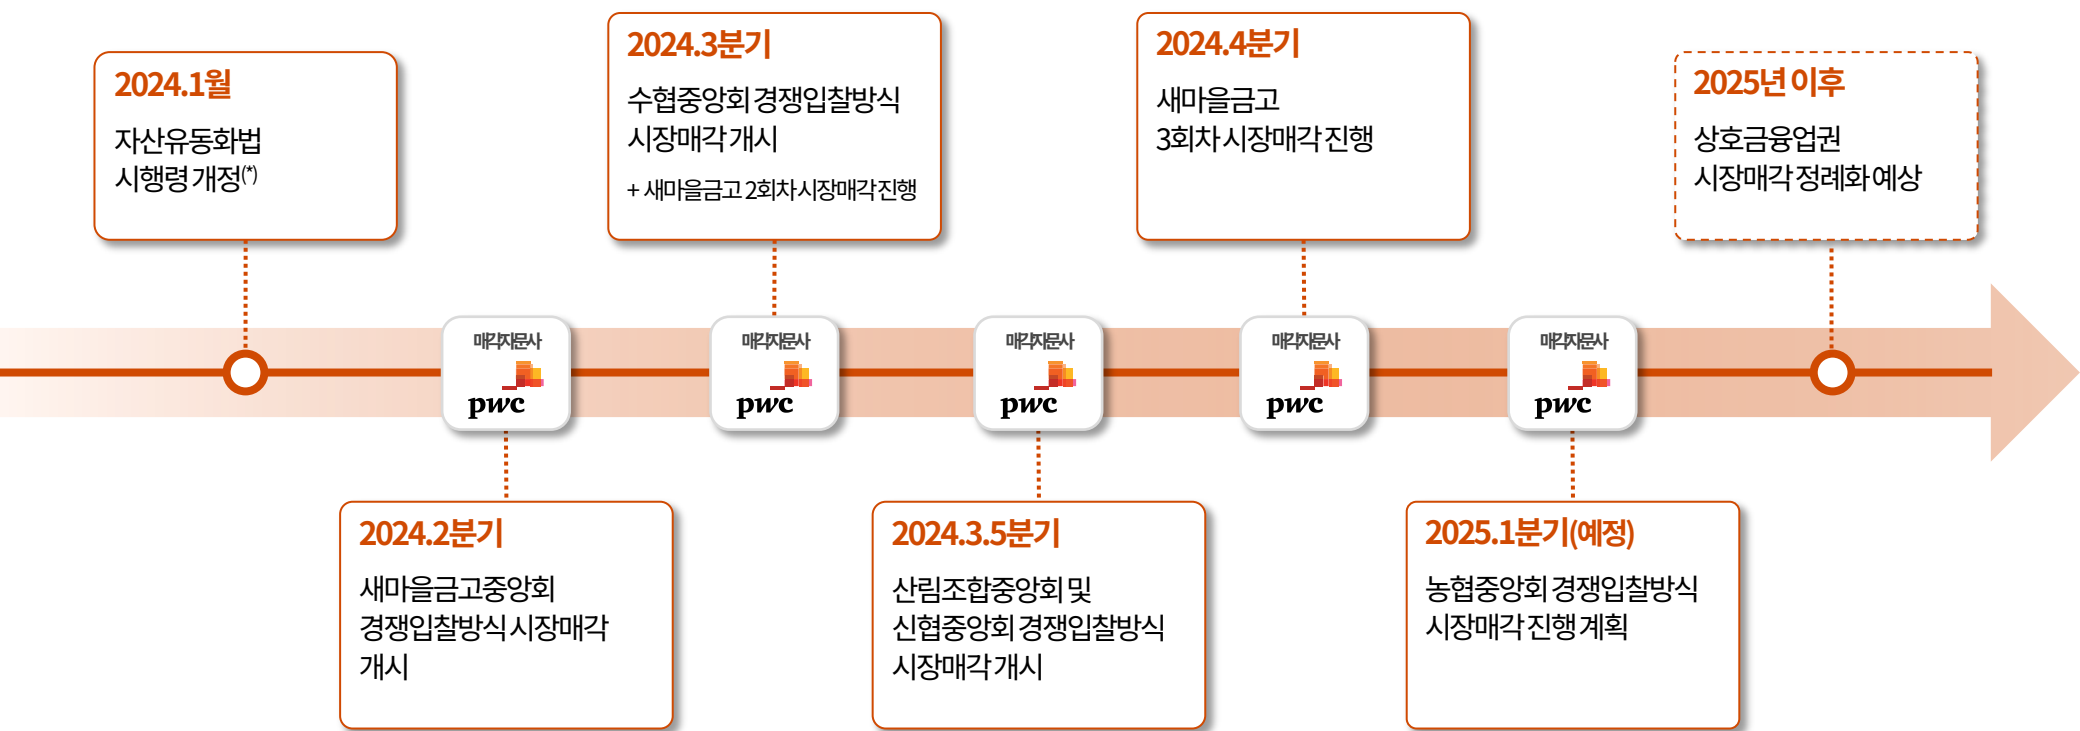 2024.1월
자산유동화법
시행령 개정(*)
2024.3분기
수협중앙회 경쟁입찰방식
시장매각 개시
+ 새마을금고 2회차 시장매각 진행
2024.4분기
새마을금고
3회차 시장매각 진행
2025년 이후
상호금융업권
시장매각 정례화 예상
매각자문사
pwc
매각자문사
pwc
매각자문사
pwc
매각자문사
pwc
매각자문사
pwc
2024.2분기
새마을금고중앙회
경쟁입찰방식 시장매각
개시
2024.3.5분기
산림조합중앙회 및
신협중앙회 경쟁입찰방식
시장매각 개시
2025.1분기(예정)
농협중앙회 경쟁입찰방식
시장매각 진행 계획